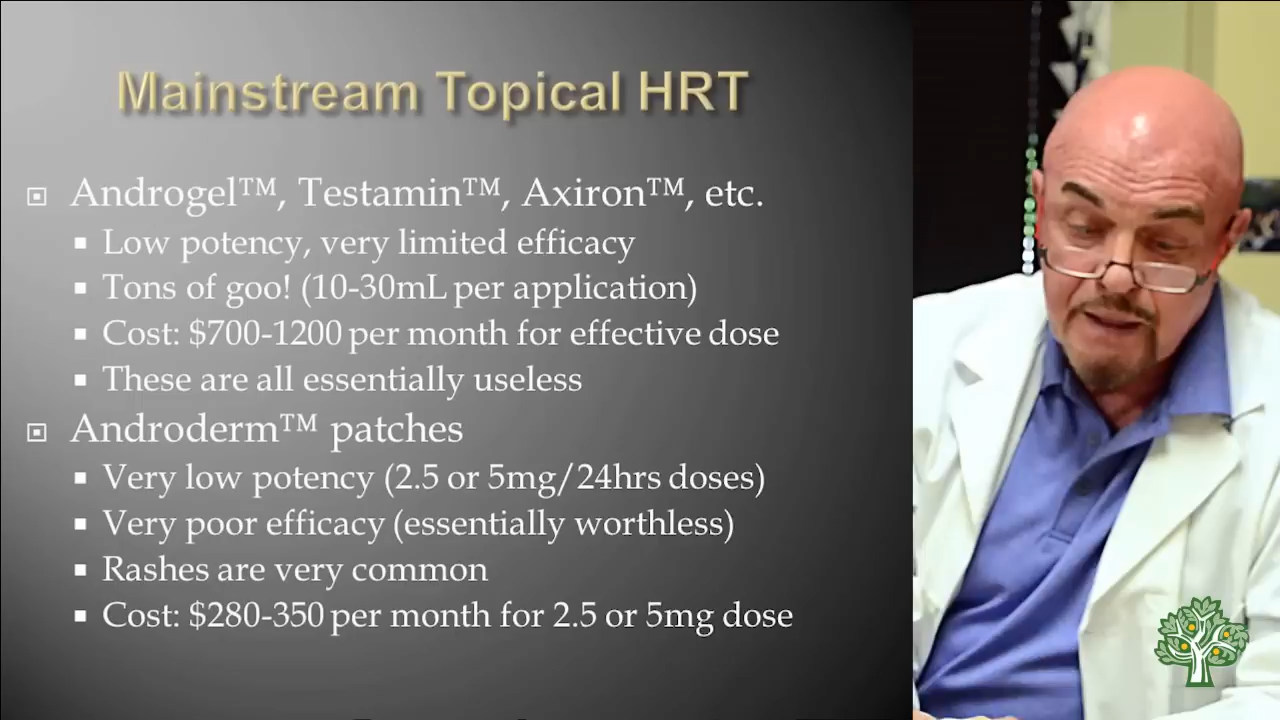 Mainstream Topical HRT
Androgel™, Testamin™, Axiron™, etc.
Low potency, very limited efficacy
Tons of goo! (10-30mL per application)
Cost: $700-1200 per month for effective dose
These are all essentially useless
Androderm™ patches
Very low potency (2.5 or 5mg/24hrs doses)
Very poor efficacy (essentially worthless)
Rashes are very common
Cost: $280-350 per month for 2.5 or 5mg dose